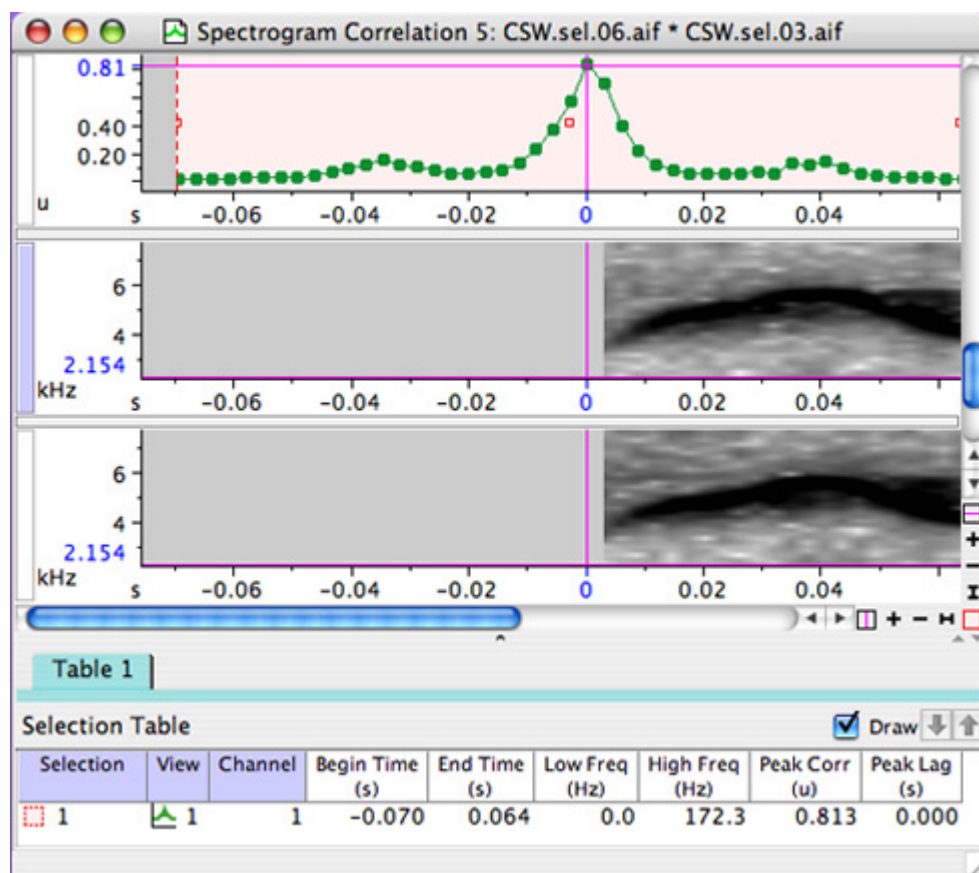 Spectrogram Correlation 5: CSW.sel.06.aif * CSW.sel.03.aif
0.81
0.40
0.20
u
s -0.06 -0.04 -0.02 0 0.02 0.04
6
4
2.154
kHz
s -0.06 -0.04 -0.02 0 0.02 0.04
6
4
2.154
kHz
s -0.06 -0.04 -0.02 0 0.02 0.04
Table 1
Selection Table Draw
Selection View Channel Begin Time (s) End Time (s) Low Freq (Hz) High Freq (Hz) Peak Corr (u) Peak Lag (s)
1 1 1 -0.070 0.064 0.0 172.3 0.813 0.000